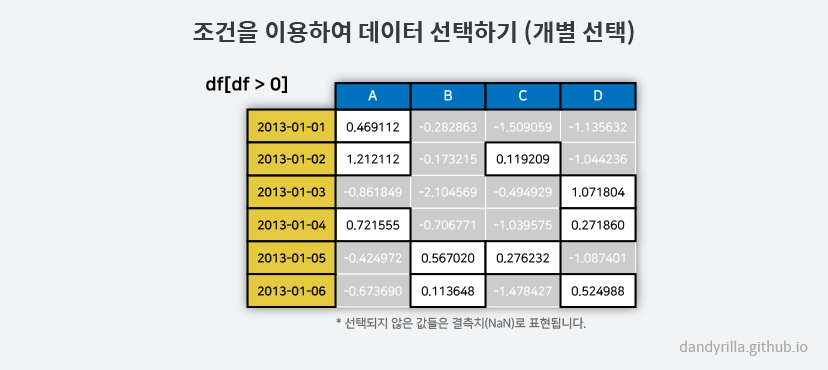 조건을 이용하여 데이터 선택하기 (개별 선택)
df[df > 0]
A B C D
2013-01-01 0.469112 -0.282863 -1.509059 -1.135632
2013-01-02 1.212112 -0.173215 0.119209 -1.044236
2013-01-03 -0.861849 -2.104569 -0.494929 1.071804
2013-01-04 0.721555 -0.706771 -1.039575 0.271860
2013-01-05 -0.424972 0.567020 0.276232 -1.087401
2013-01-06 -0.673690 0.113648 -1.478427 0.524988
* 선택되지 않은 값들은 결측치(NaN)로 표현됩니다.
dandyrilla.github.io